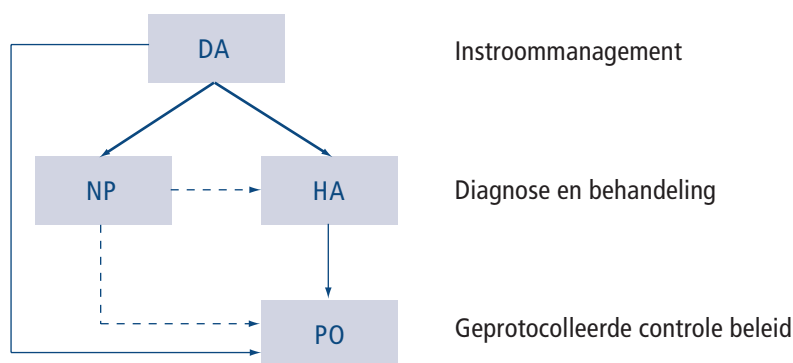 DA Instroommanagement
NP HA Diagnose en behandeling
PO Geprotocolleerde controle beleid